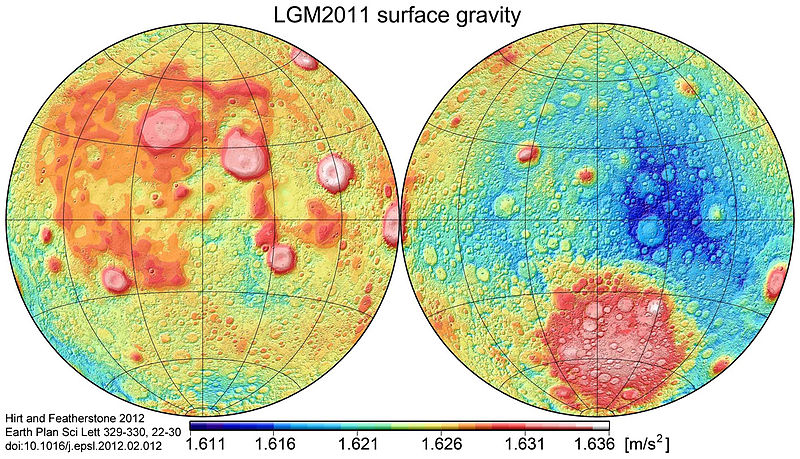 LGM2011 surface gravity
Hirt and Featherstone 2012
Earth Plan Sci Lett 329-330, 22-30
doi:10.1016/j.epsl.2012.02.012
1.611 1.616 1.621 1.626 1.631 1.636 [m/s²]